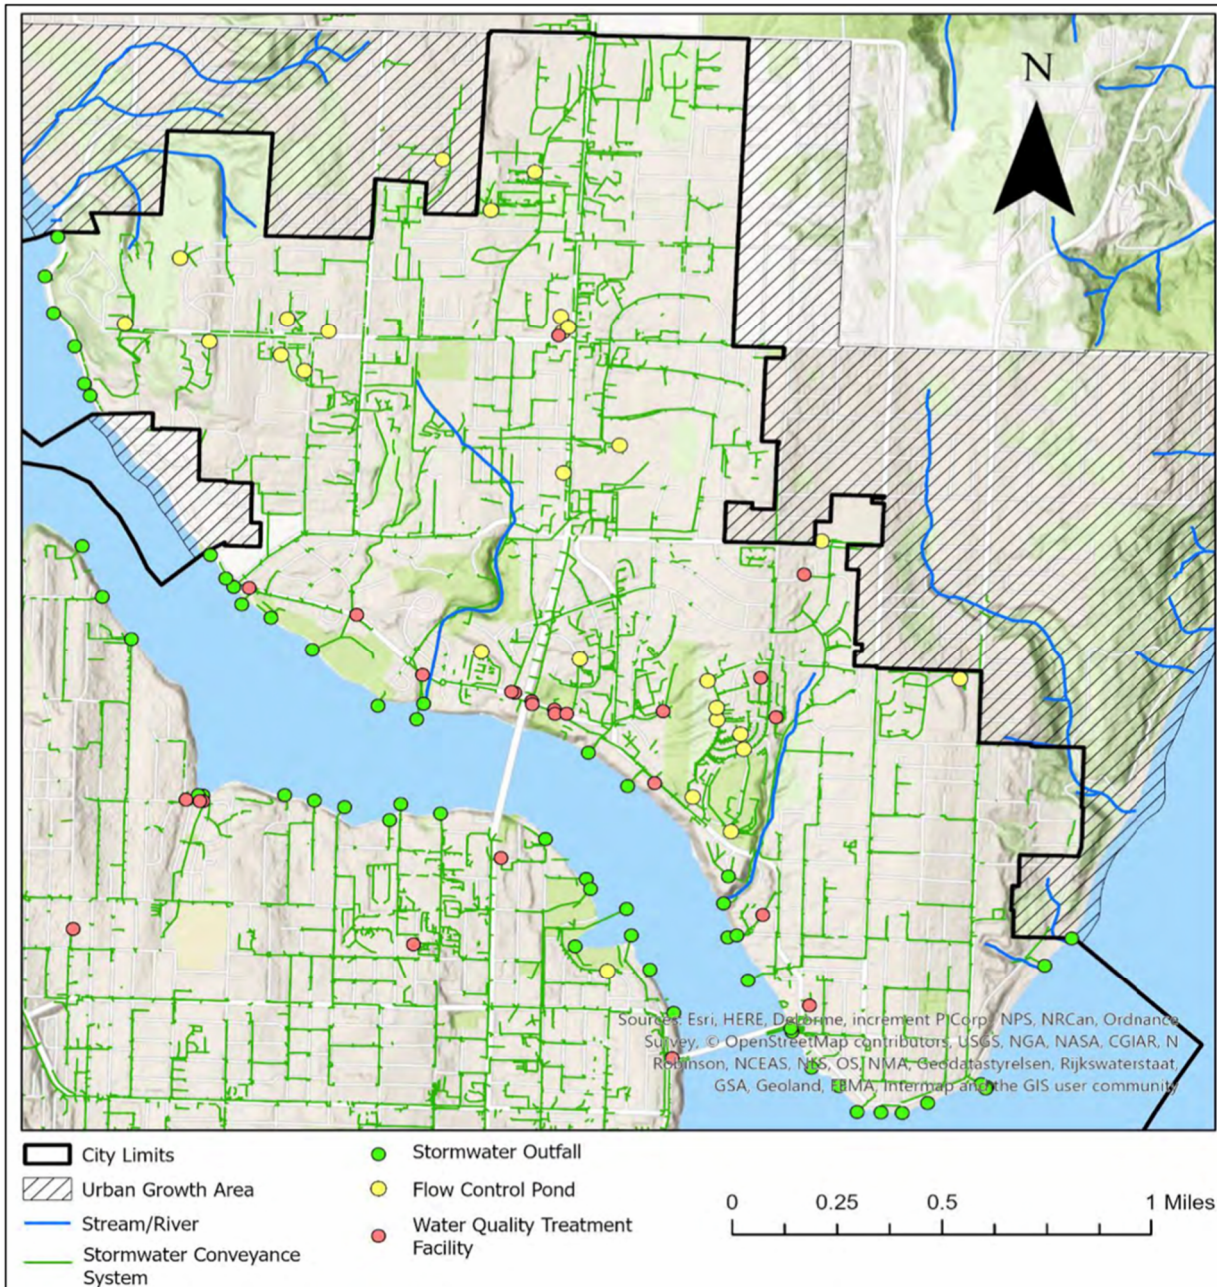 N
Sources: Esri, HERE, DeLorme, increment P Corp., NPS, NRCan, Ordnance
Survey, © OpenStreetMap contributors, USGS, NGA, NASA, CGIAR, N
Robinson, NCEAS, NLS, OS, NMA, Geodatastyrelsen, Rijkswaterstaat,
GSA, Geoland, FEMA, Intermap and the GIS user community
City Limits
Urban Growth Area
Stream/River
Stormwater Conveyance
System
Stormwater Outfall
Flow Control Pond
Water Quality Treatment
Facility
0 0.25 0.5 1 Miles